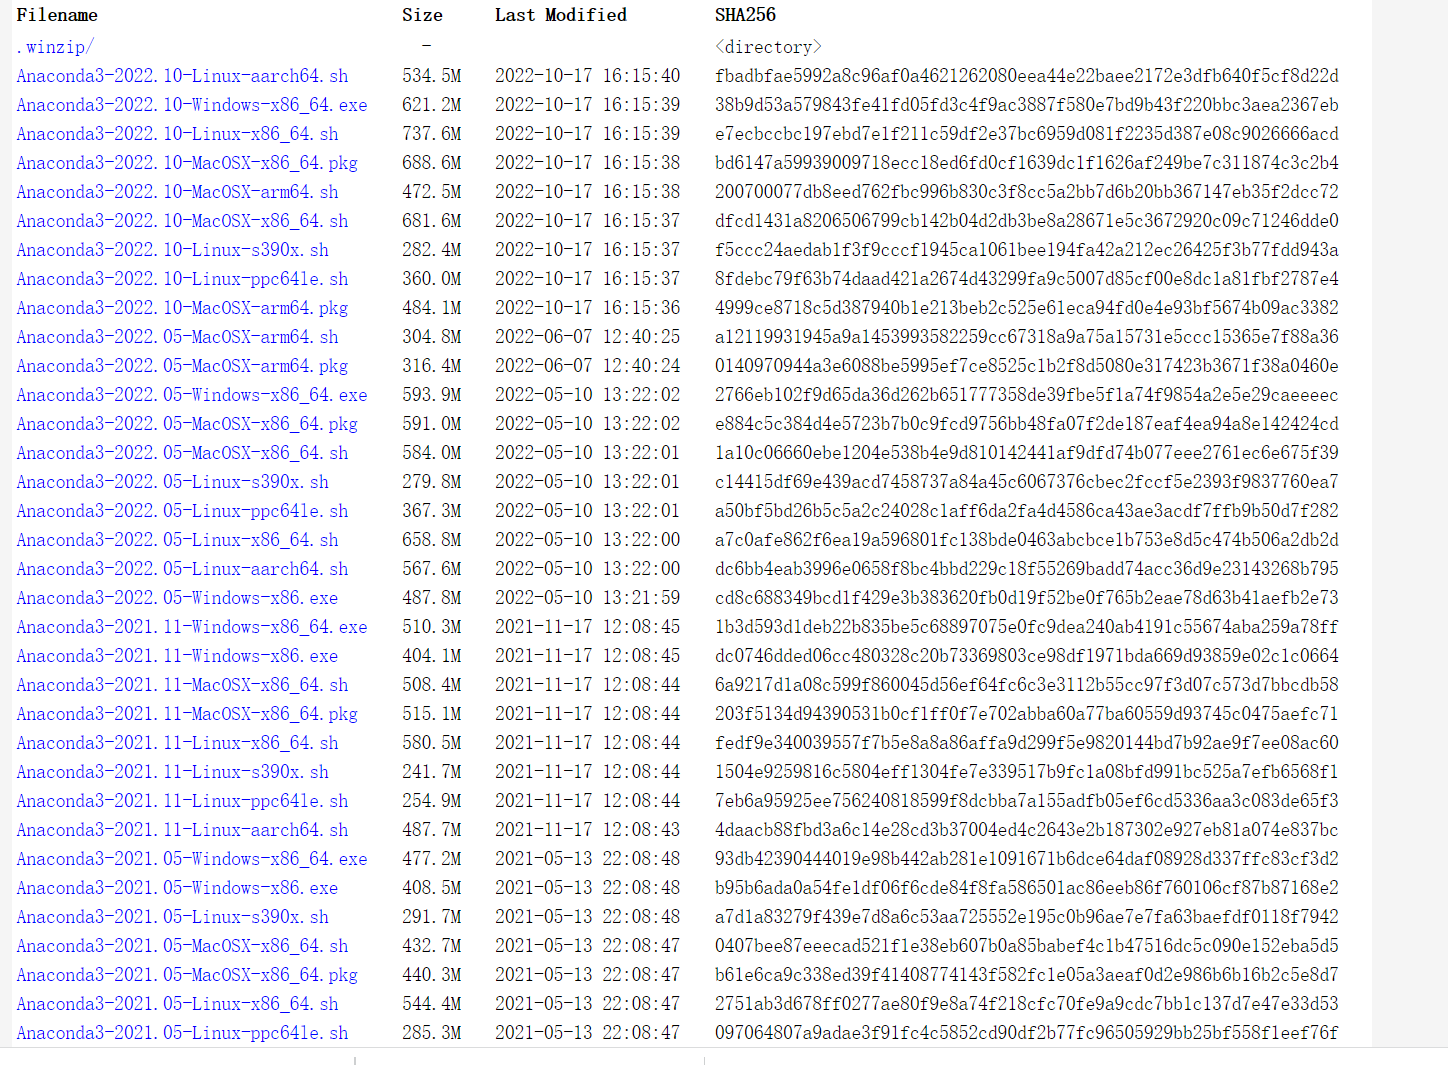 Filename Size Last Modified SHA256
.winzip/ - <directory>
Anaconda3-2022.10-Linux-aarch64.sh 534.5M 2022-10-17 16:15:40 fbadbfae5992a8c96af0a4621262080eea44e22baee2172e3dfb640f5cf8d22d
Anaconda3-2022.10-Windows-x86_64.exe 621.2M 2022-10-17 16:15:39 38b9d53a579843fe41fd05fd3c4f9ac3887f580e7bd9b43f220bbc3aea2367eb
Anaconda3-2022.10-Linux-x86_64.sh 737.6M 2022-10-17 16:15:39 e7ecbccbc197ebd7e1f211c59df2e37bc6959d081f2235d387e08c9026666acd
Anaconda3-2022.10-MacOSX-x86_64.pkg 688.6M 2022-10-17 16:15:38 bd6147a59939009718ecc18ed6fd0cf1639dc1f1626af249be7c311874c3c2b4
Anaconda3-2022.10-MacOSX-arm64.sh 472.5M 2022-10-17 16:15:38 200700077db8eed762fbc996b830c3f8cc5a2bb7d6b20bb367147eb35f2dcc72
Anaconda3-2022.10-MacOSX-x86_64.sh 681.6M 2022-10-17 16:15:37 dfcd1431a8206506799cb142b04d2db3be8a28671e5c3672920c09c71246dde0
Anaconda3-2022.10-Linux-s390x.sh 282.4M 2022-10-17 16:15:37 f5ccc24aedab1f3f9cccf1945ca1061bee194fa42a212ec26425f3b77fdd943a
Anaconda3-2022.10-Linux-ppc64le.sh 360.0M 2022-10-17 16:15:37 8fdebc79f63b74daad421a2674d43299fa9c5007d85cf00e8dc1a81fbf2787e4
Anaconda3-2022.10-MacOSX-arm64.pkg 484.1M 2022-10-17 16:15:36 4999ce8718c5d387940b1e213beb2c525e61eca94fd0e4e93bf5674b09ac3382
Anaconda3-2022.05-MacOSX-arm64.sh 304.8M 2022-06-07 12:40:25 a12119931945a9a1453993582259cc67318a9a75a15731e5ccc15365e7f88a36
Anaconda3-2022.05-MacOSX-arm64.pkg 316.4M 2022-06-07 12:40:24 0140970944a3e6088be5995ef7ce8525c1b2f8d5080e317423b3671f38a0460e
Anaconda3-2022.05-Windows-x86_64.exe 593.9M 2022-05-10 13:22:02 2766eb102f9d65da36d262b651777358de39fbe5f1a74f9854a2e5e29caeeeec
Anaconda3-2022.05-MacOSX-x86_64.pkg 591.0M 2022-05-10 13:22:02 e884c5c384d4e5723b7b0c9fcd9756bb48fa07f2de187eaf4ea94a8e142424cd
Anaconda3-2022.05-MacOSX-x86_64.sh 584.0M 2022-05-10 13:22:01 1a10c06660ebe1204e538b4e9d810142441af9dfd74b077eee2761ec6e675f39
Anaconda3-2022.05-Linux-s390x.sh 279.8M 2022-05-10 13:22:01 c14415df69e439acd7458737a84a45c6067376cbec2fccf5e2393f9837760ea7
Anaconda3-2022.05-Linux-ppc64le.sh 367.3M 2022-05-10 13:22:01 a50bf5bd26b5c5a2c24028c1aff6da2fa4d4586ca43ae3acdf7ffb9b50d7f282
Anaconda3-2022.05-Linux-x86_64.sh 658.8M 2022-05-10 13:22:00 a7c0afe862f6ea19a596801fc138bde0463abcbce1b753e8d5c474b506a2db2d
Anaconda3-2022.05-Linux-aarch64.sh 567.6M 2022-05-10 13:22:00 dc6bb4eab3996e0658f8bc4bbd229c18f55269badd74acc36d9e23143268b795
Anaconda3-2022.05-Windows-x86.exe 487.8M 2022-05-10 13:21:59 cd8c688349bcd1f429e3b383620fb0d19f52be0f765b2eae78d63b41aefb2e73
Anaconda3-2021.11-Windows-x86_64.exe 510.3M 2021-11-17 12:08:45 1b3d593d1deb22b835be5c68897075e0fc9dea240ab4191c55674aba259a78ff
Anaconda3-2021.11-Windows-x86.exe 404.1M 2021-11-17 12:08:45 dc0746dded06cc480328c20b73369803ce98df1971bda669d93859e02c1c0664
Anaconda3-2021.11-MacOSX-x86_64.sh 508.4M 2021-11-17 12:08:44 6a9217d1a08c599f860045d56ef64fc6c3e3112b55cc97f3d07c573d7bbcdb58
Anaconda3-2021.11-MacOSX-x86_64.pkg 515.1M 2021-11-17 12:08:44 203f5134d94390531b0cf1ff0f7e702abba60a77ba60559d93745c0475aefc71
Anaconda3-2021.11-Linux-x86_64.sh 580.5M 2021-11-17 12:08:44 fedf9e340039557f7b5e8a8a86affa9d299f5e9820144bd7b92ae9f7ee08ac60
Anaconda3-2021.11-Linux-s390x.sh 241.7M 2021-11-17 12:08:44 1504e9259816c5804eff1304fe7e339517b9fc1a08bfd991bc525a7efb6568f1
Anaconda3-2021.11-Linux-ppc64le.sh 254.9M 2021-11-17 12:08:44 7eb6a95925ee756240818599f8dcbba7a155adfb05ef6cd5336aa3c083de65f3
Anaconda3-2021.11-Linux-aarch64.sh 487.7M 2021-11-17 12:08:43 4daacb88fbd3a6c14e28cd3b37004ed4c2643e2b187302e927eb81a074e837bc
Anaconda3-2021.05-Windows-x86_64.exe 477.2M 2021-05-13 22:08:48 93db42390444019e98b442ab281e1091671b6dce64daf08928d337ffc83cf3d2
Anaconda3-2021.05-Windows-x86.exe 408.5M 2021-05-13 22:08:48 b95b6ada0a54fe1df06f6cde84f8fa586501ac86eeb86f760106cf87b87168e2
Anaconda3-2021.05-Linux-s390x.sh 291.7M 2021-05-13 22:08:48 a7d1a83279f439e7d8a6c53aa725552e195c0b96ae7e7fa63baefdf0118f7942
Anaconda3-2021.05-MacOSX-x86_64.sh 432.7M 2021-05-13 22:08:47 0407bee87eeecad521f1e38eb607b0a85babef4c1b47516dc5c090e152eba5d5
Anaconda3-2021.05-MacOSX-x86_64.pkg 440.3M 2021-05-13 22:08:47 b61e6ca9c338ed39f41408774143f582fc1e05a3aeaf0d2e986b6b16b2c5e8d7
Anaconda3-2021.05-Linux-x86_64.sh 544.4M 2021-05-13 22:08:47 2751ab3d678ff0277ae80f9e8a74f218cfc70fe9a9cdc7bb1c137d7e47e33d53
Anaconda3-2021.05-Linux-ppc64le.sh 285.3M 2021-05-13 22:08:47 097064807a9adae3f91fc4c5852cd90df2b77fc96505929bb25bf558f1eef76f